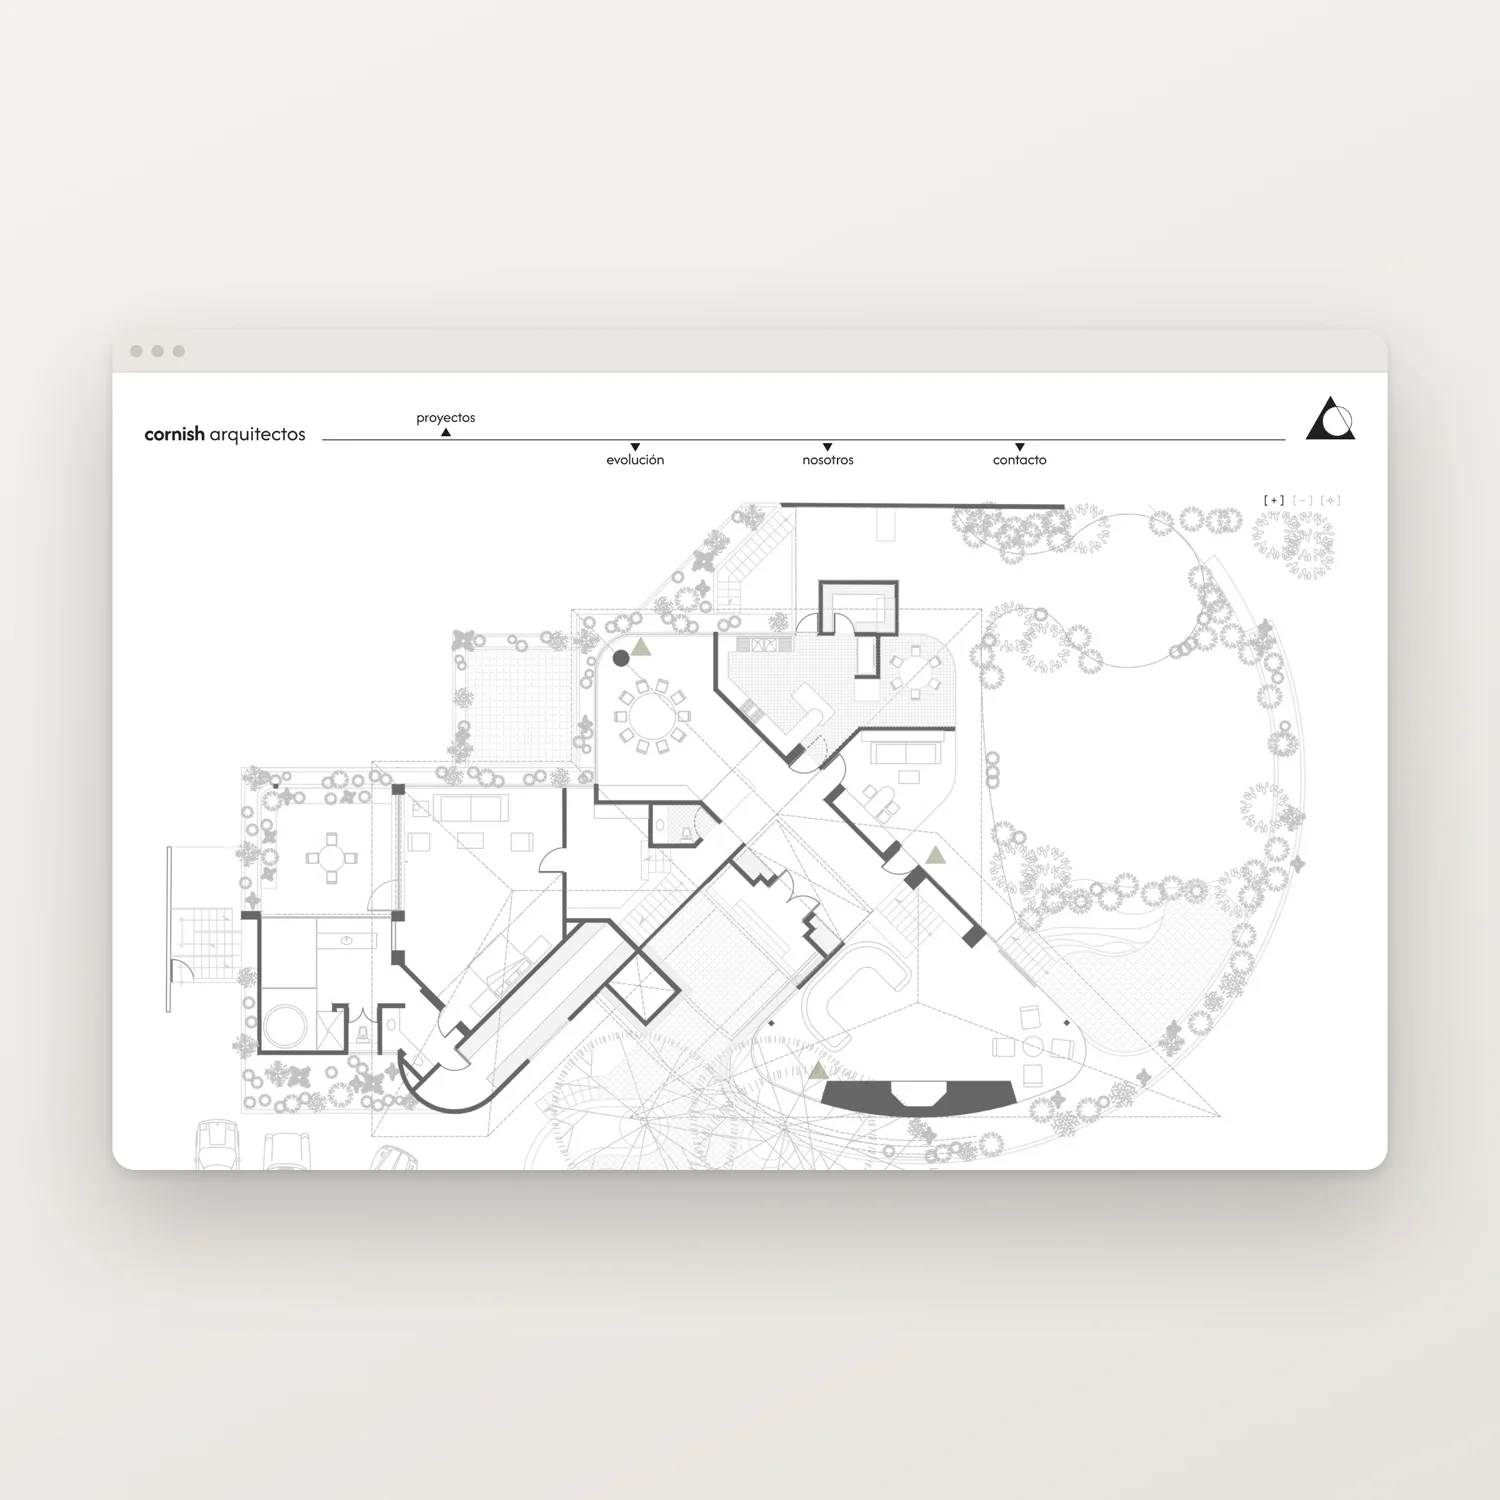 proyectos
cornish arquitectos
evolución
nosotros
contacto
[+] [-] [✧]